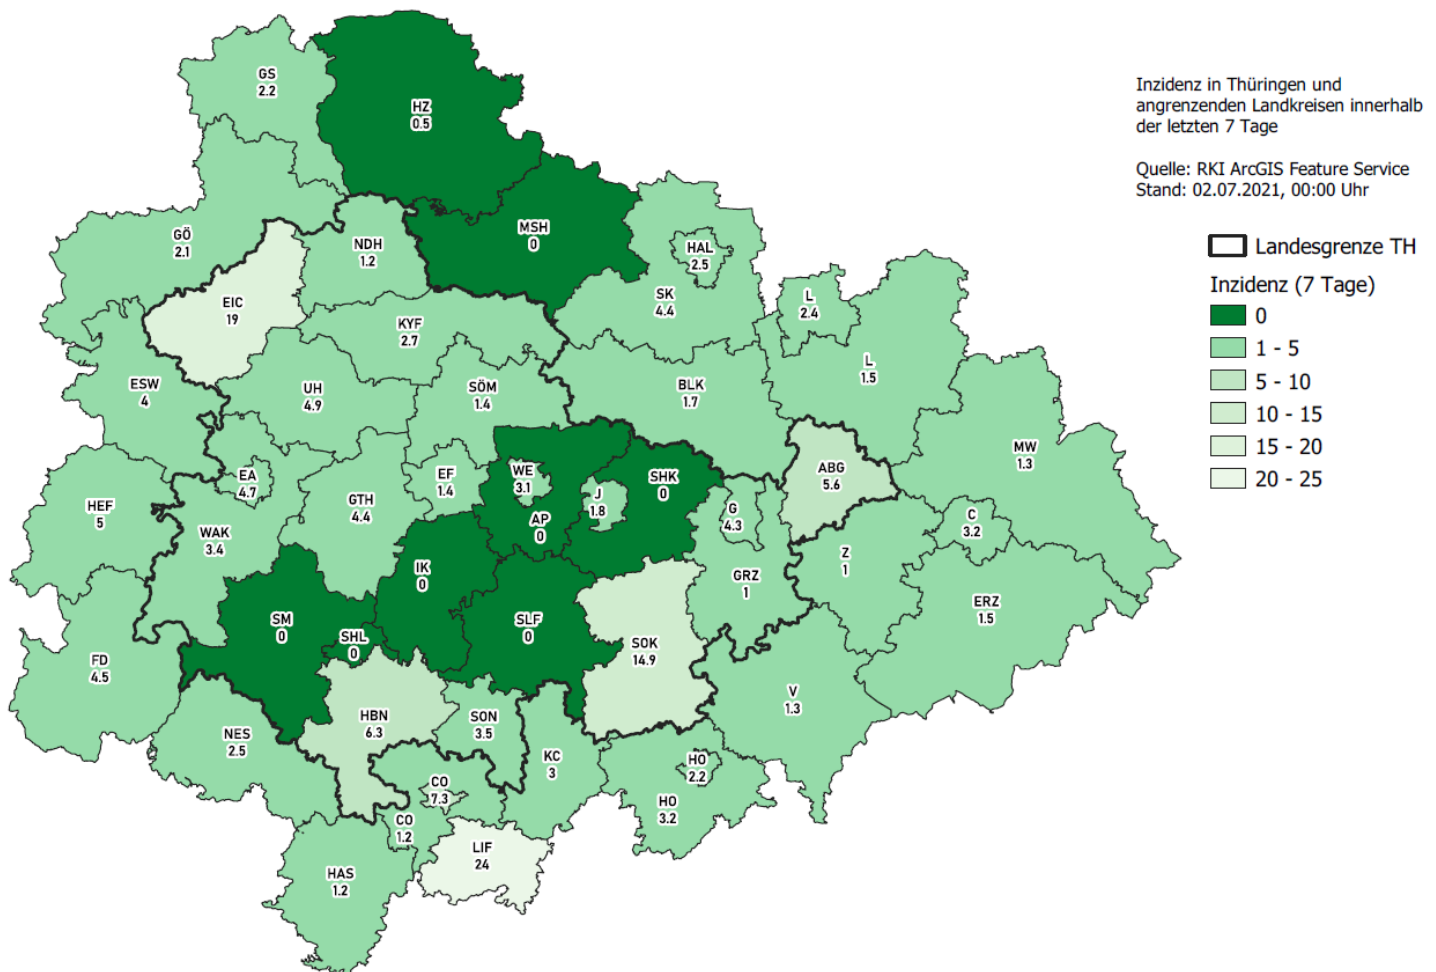 Inzidenz in Thüringen und
angrenzenden Landkreisen innerhalb
der letzten 7 Tage
Quelle: RKI ArcGIS Feature Service
Stand: 02.07.2021, 00:00 Uhr
Landesgrenze TH
Inzidenz (7 Tage)
0
1 - 5
5 - 10
10 - 15
15 - 20
20 - 25
GS
2.2
HZ
0.5
GÖ
2.1
NDH
1.2
MSH
0
HAL
2.5
SK
4.4
L
2.4
EIC
19
KYF
2.7
L
1.5
ESW
4
UH
4.9
SÖM
1.4
BLK
1.7
MW
1.3
EA
4.7
EF
1.4
WE
3.1
SHK
0
ABG
5.6
HEF
5
GTH
4.4
J
1.8
G
4.3
C
3.2
WAK
3.4
AP
0
Z
1
IK
0
GRZ
1
ERZ
1.5
SM
0
SHL
0
SLF
0
SOK
14.9
FD
4.5
V
1.3
NES
2.5
HBN
6.3
SON
3.5
KC
3
HO
2.2
CO
7.3
HO
3.2
CO
1.2
LIF
24
HAS
1.2